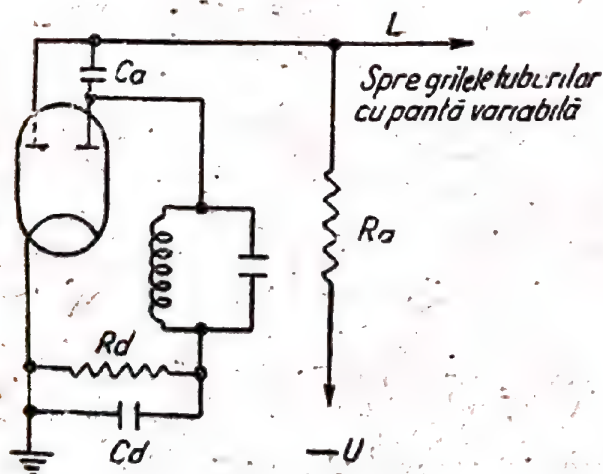 L
Ca
Spre grilele tuburilor
cu pantă variabilă
Ra
Rd
Cd
−U